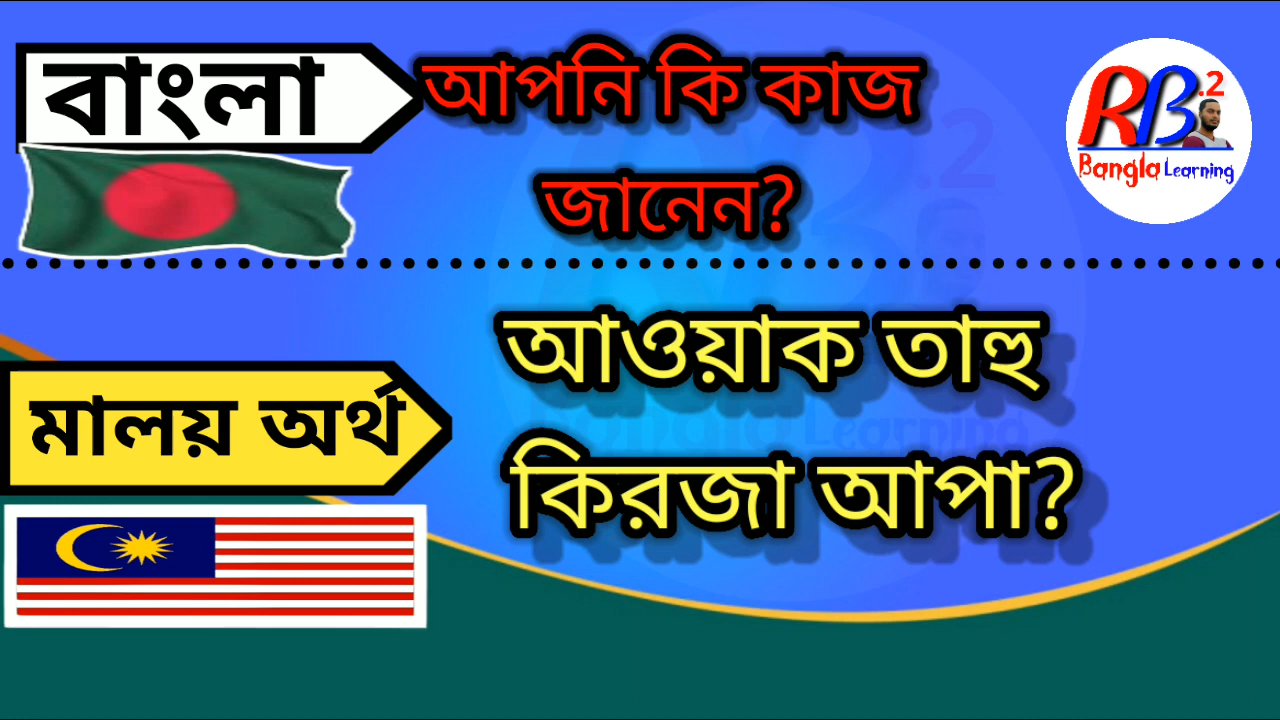 বাংলা
আপনি কি কাজ
জানেন?
RB.2
Bangla Learning
মালয় অর্থ
আওয়াক তাহু
কিরজা আপা?